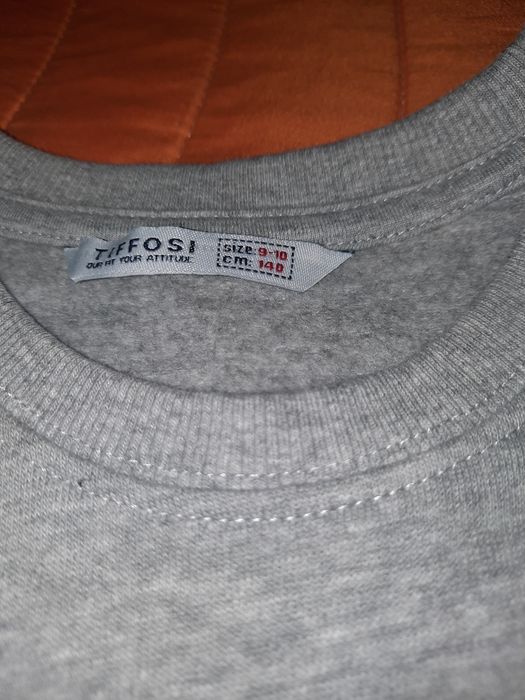 TIFFOSI
OUR FIT YOUR ATTITUDE
SIZE: 9-10
cm: 140